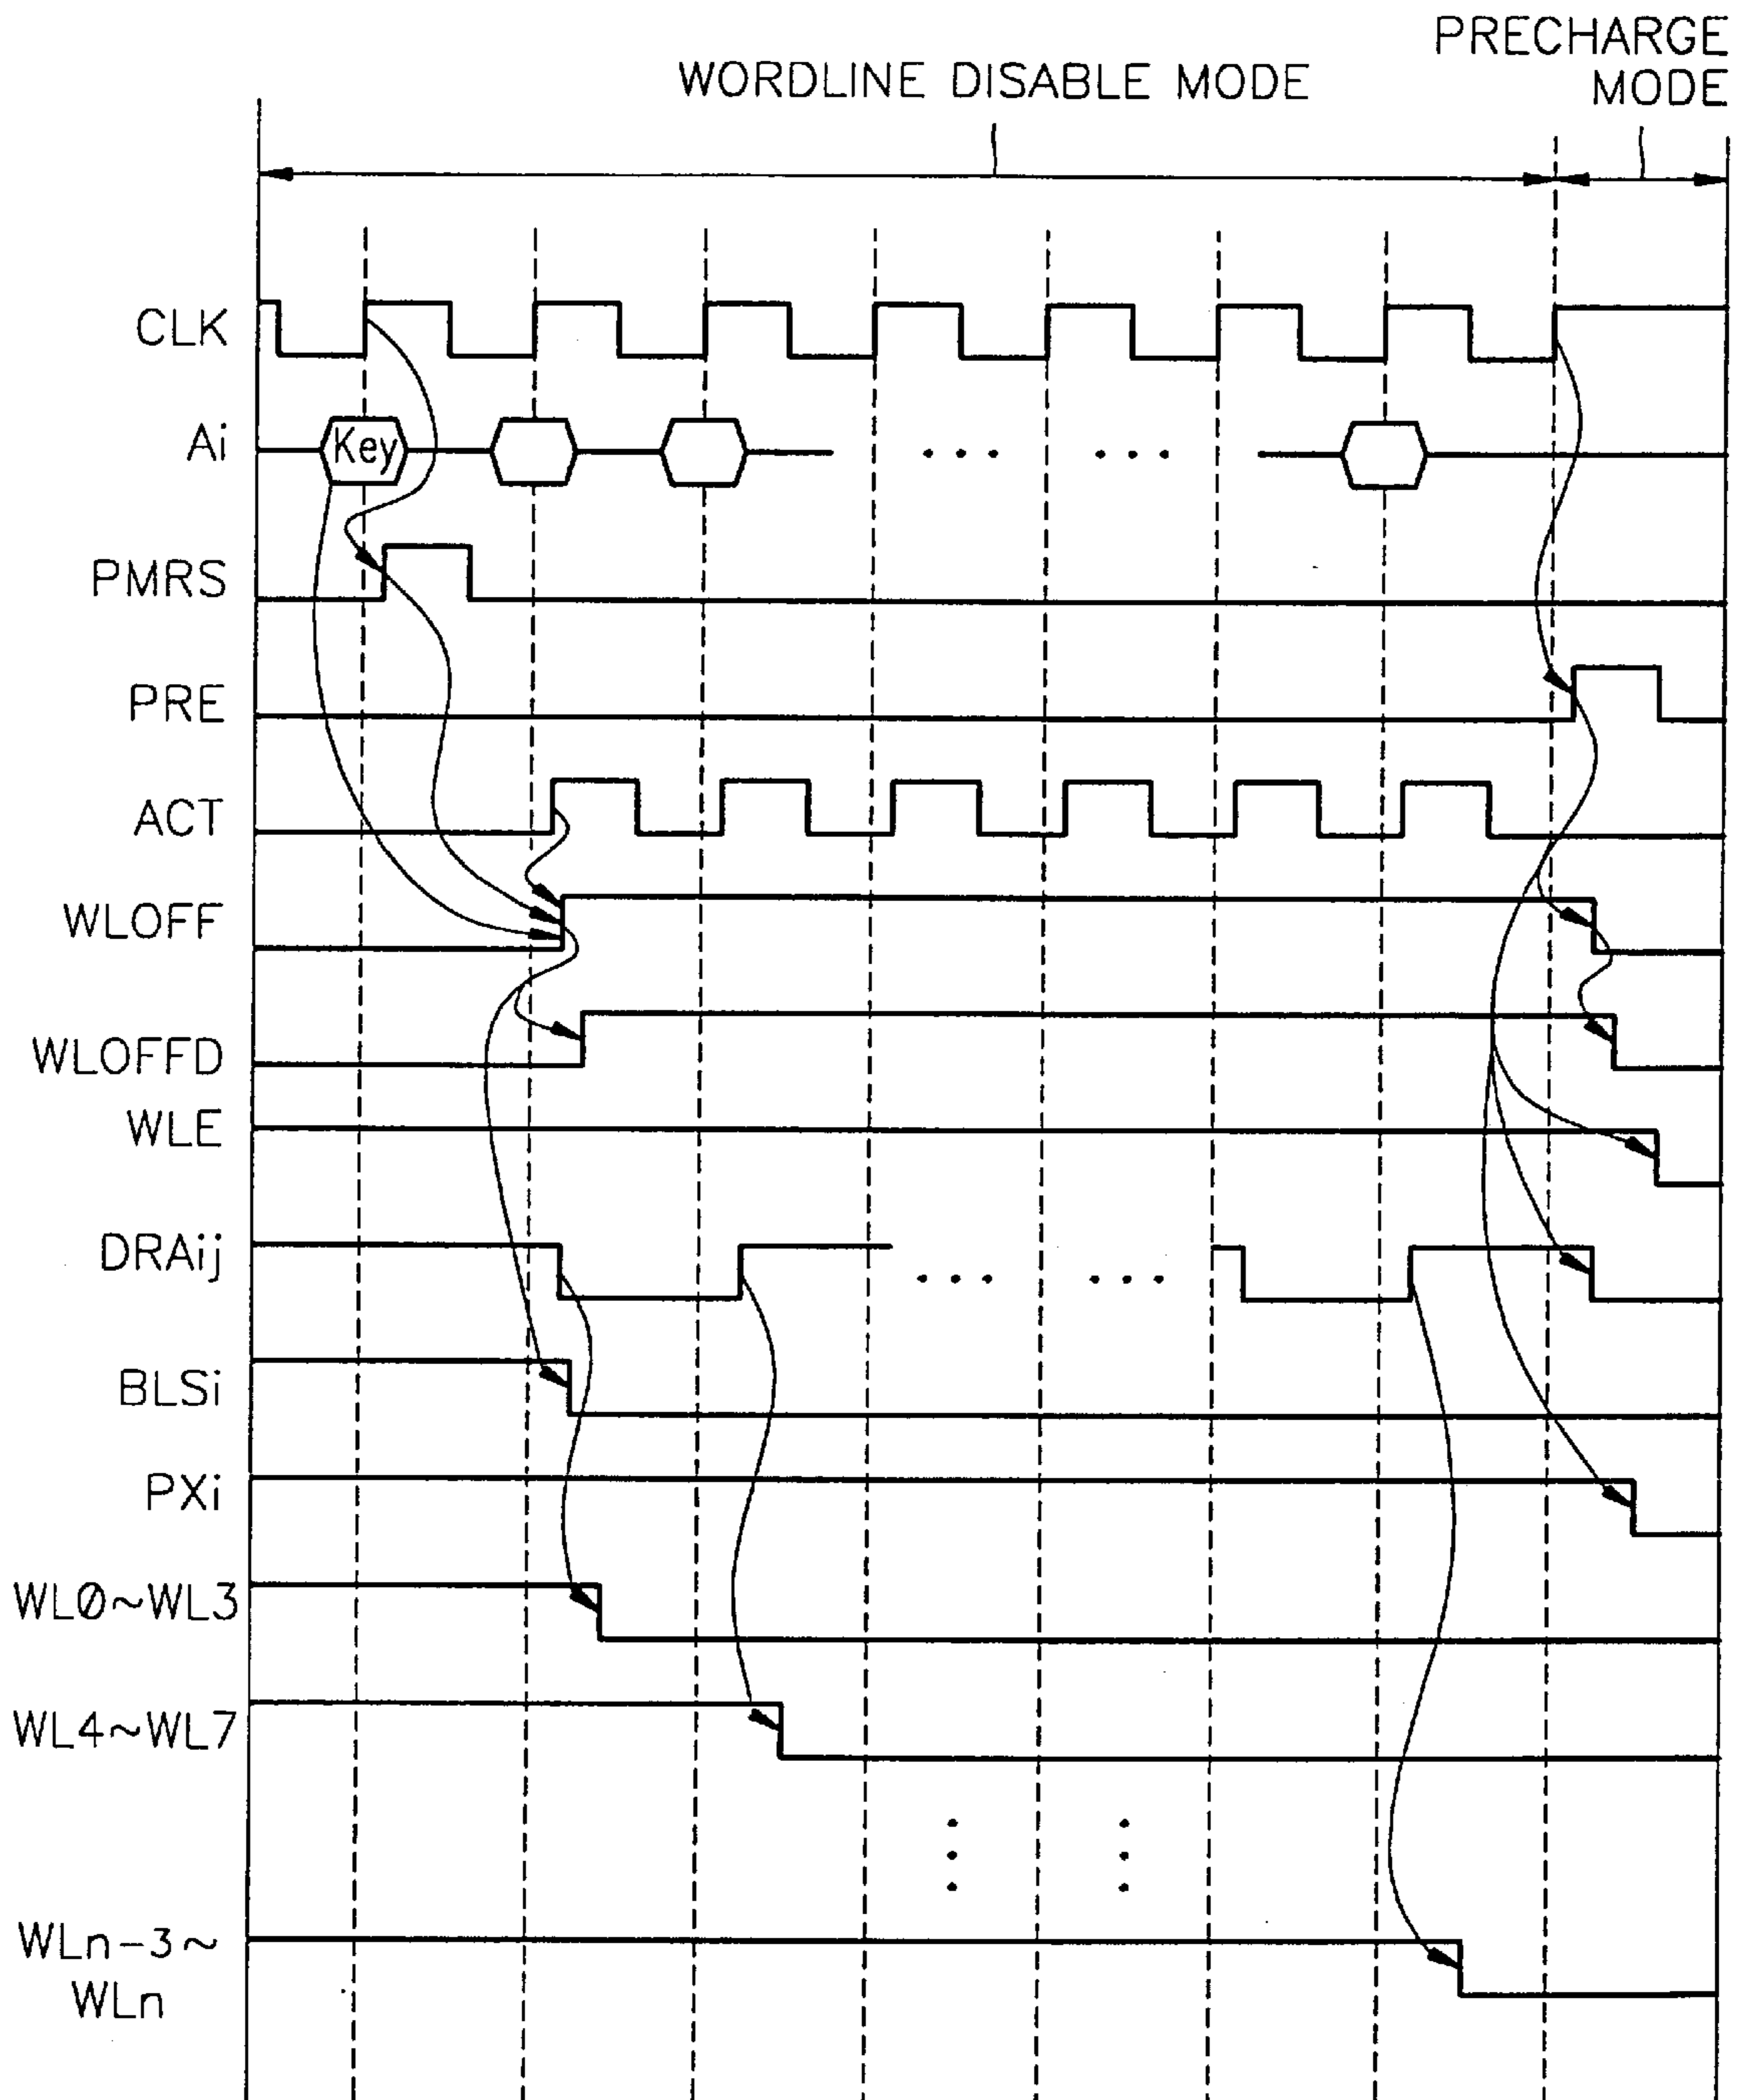 PRECHARGE
MODE
WORDLINE DISABLE MODE
CLK
Ai
Key
PMRS
PRE
ACT
WLOFF
WLOFFD
WLE
DRAij
BLSi
PXi
WL0~WL3
WL4~WL7
WLn-3~
WLn